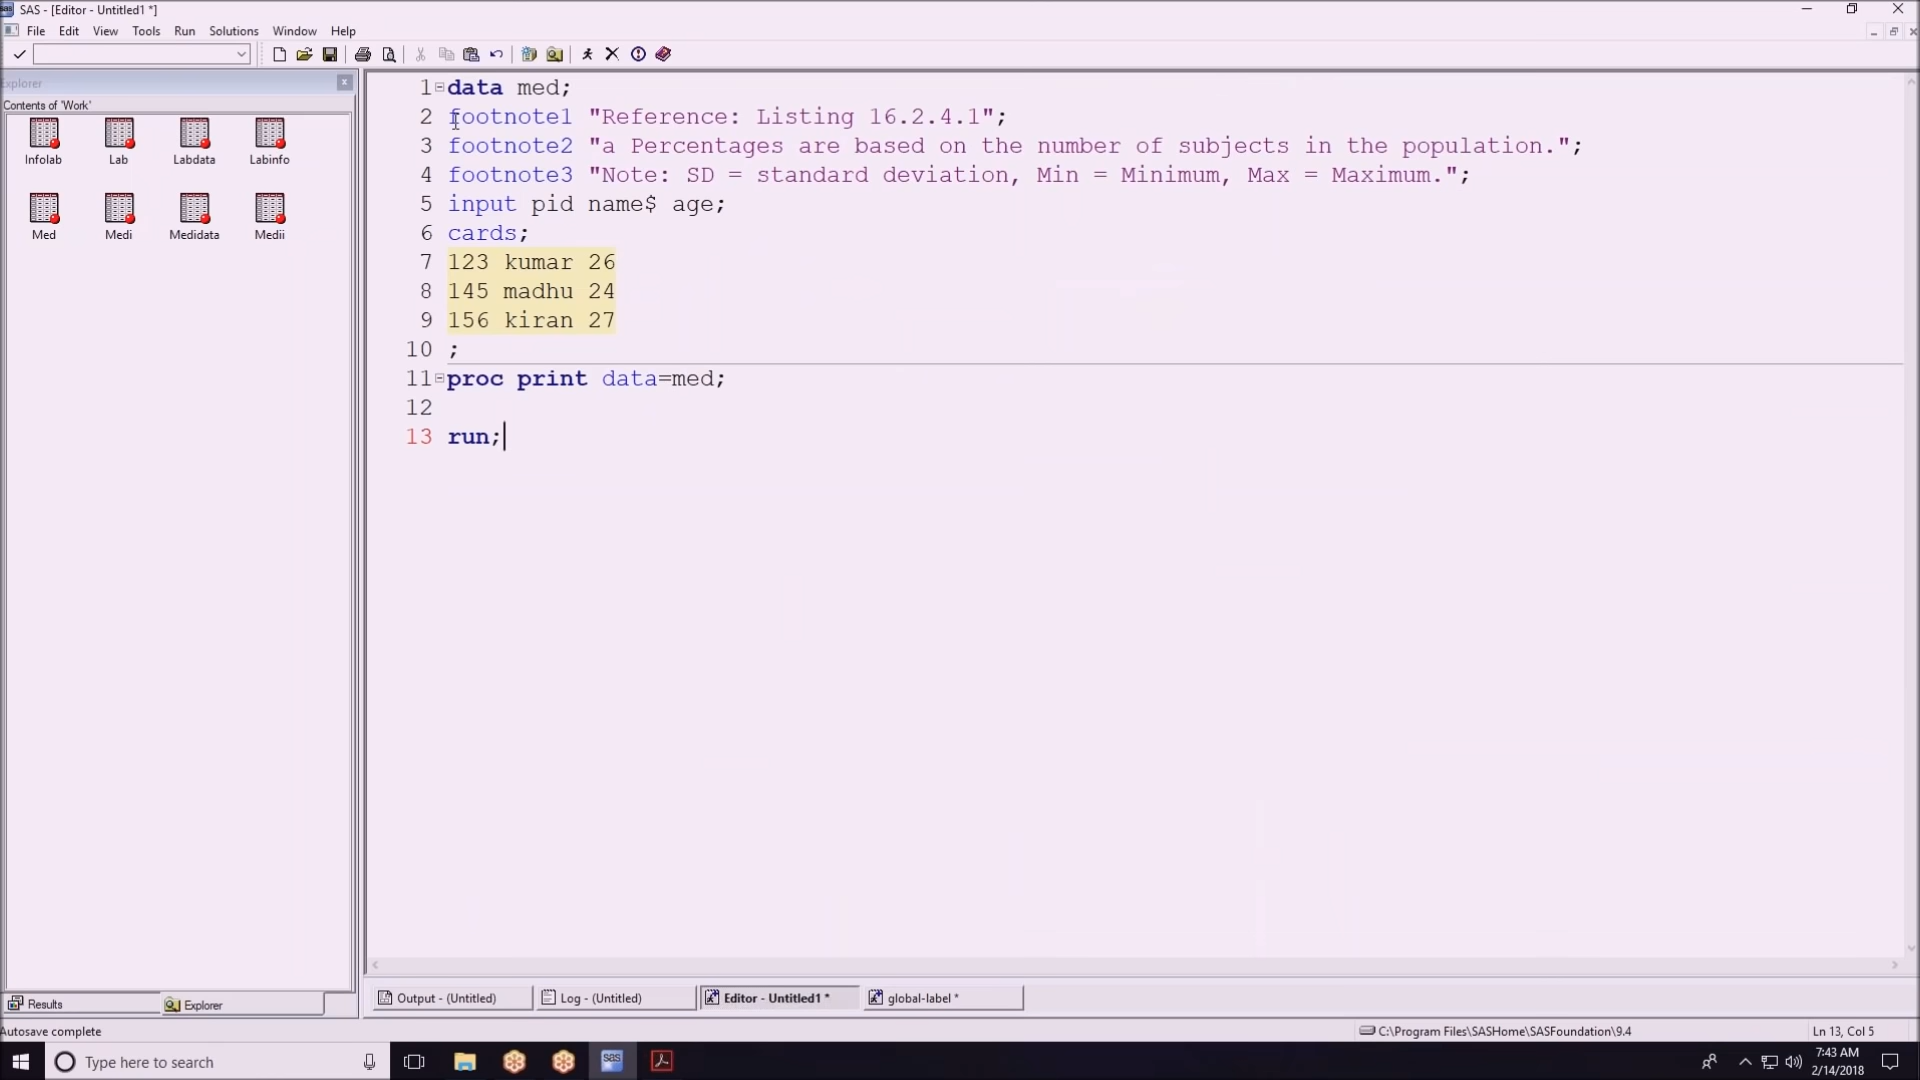 SAS - [Editor - Untitled1 *]
File Edit View Tools Run Solutions Window Help
Explorer
Contents of 'Work'
Infolab Lab Labdata Labinfo
Med Medi Medidata Medii
1 data med;
2 footnote1 "Reference: Listing 16.2.4.1";
3 footnote2 "a Percentages are based on the number of subjects in the population.";
4 footnote3 "Note: SD = standard deviation, Min = Minimum, Max = Maximum.";
5 input pid name$ age;
6 cards;
7 123 kumar 26
8 145 madhu 24
9 156 kiran 27
10 ;
11 proc print data=med;
12
13 run;
Results Explorer
Output - (Untitled) Log - (Untitled) Editor - Untitled1 * global-label *
Autosave complete C:\Program Files\SASHome\SASFoundation\9.4 Ln 13, Col 5
Type here to search
sas
7:43 AM
2/14/2018